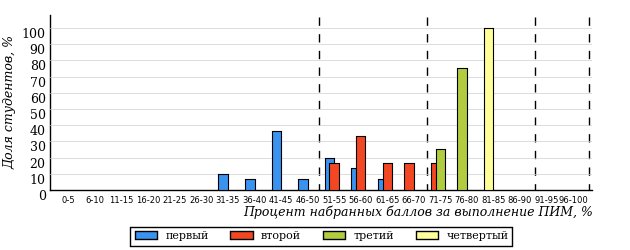 100
90
80
70
60
50
40
30
20
10
0
Доля студентов, %
0-5 6-10 11-15 16-20 21-25 26-30 31-35 36-40 41-45 46-50 51-55 56-60 61-65 66-70 71-75 76-80 81-85 86-90 91-95 96-100
Процент набранных баллов за выполнение ПИМ, %
первый второй третий четвертый